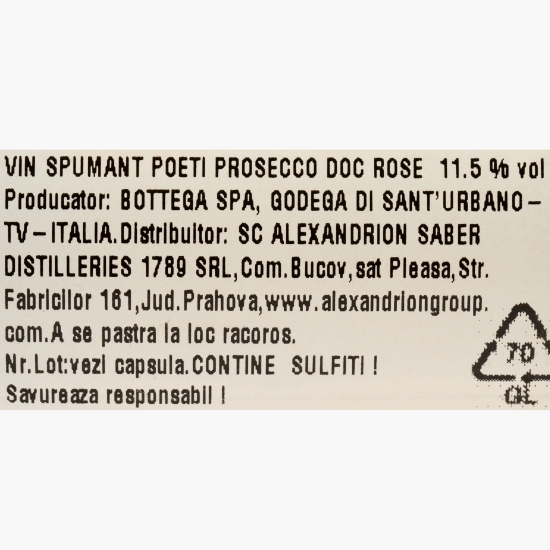 VIN SPUMANT POETI PROSECCO DOC ROSE 11.5 % vol
Producator: BOTTEGA SPA, GODEGA DI SANT'URBANO-
TV-ITALIA.Distribuitor: SC ALEXANDRION SABER
DISTILLERIES 1789 SRL,Com.Bucov,sat Pleasa,Str.
Fabricilor 161,Jud.Prahova,www.alexandriongroup.
com.A se pastra la loc racoros.
Nr.Lot:vezi capsula.CONTINE SULFITI !
Savureaza responsabil !
70
GL